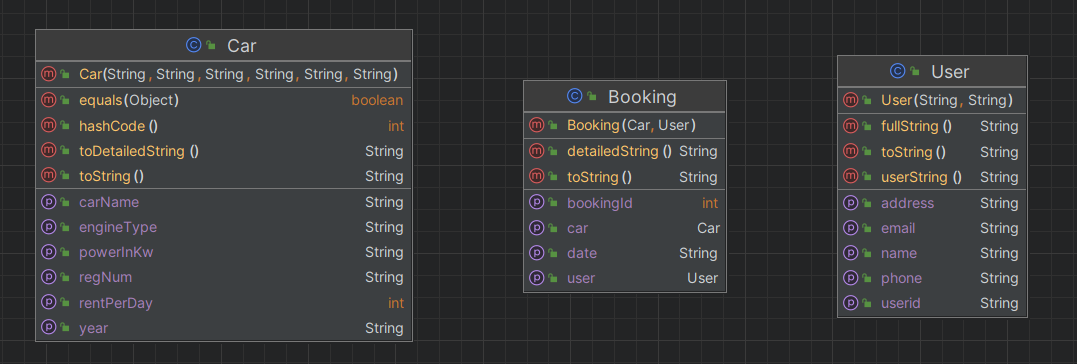 Car
Car(String, String, String, String, String, String)
equals(Object) boolean
hashCode() int
toDetailedString() String
toString() String
carName String
engineType String
powerInKw String
regNum String
rentPerDay int
year String
Booking
Booking(Car, User)
detailedString() String
toString() String
bookingId int
car Car
date String
user User
User
User(String, String)
fullString() String
toString() String
userString() String
address String
email String
name String
phone String
userid String